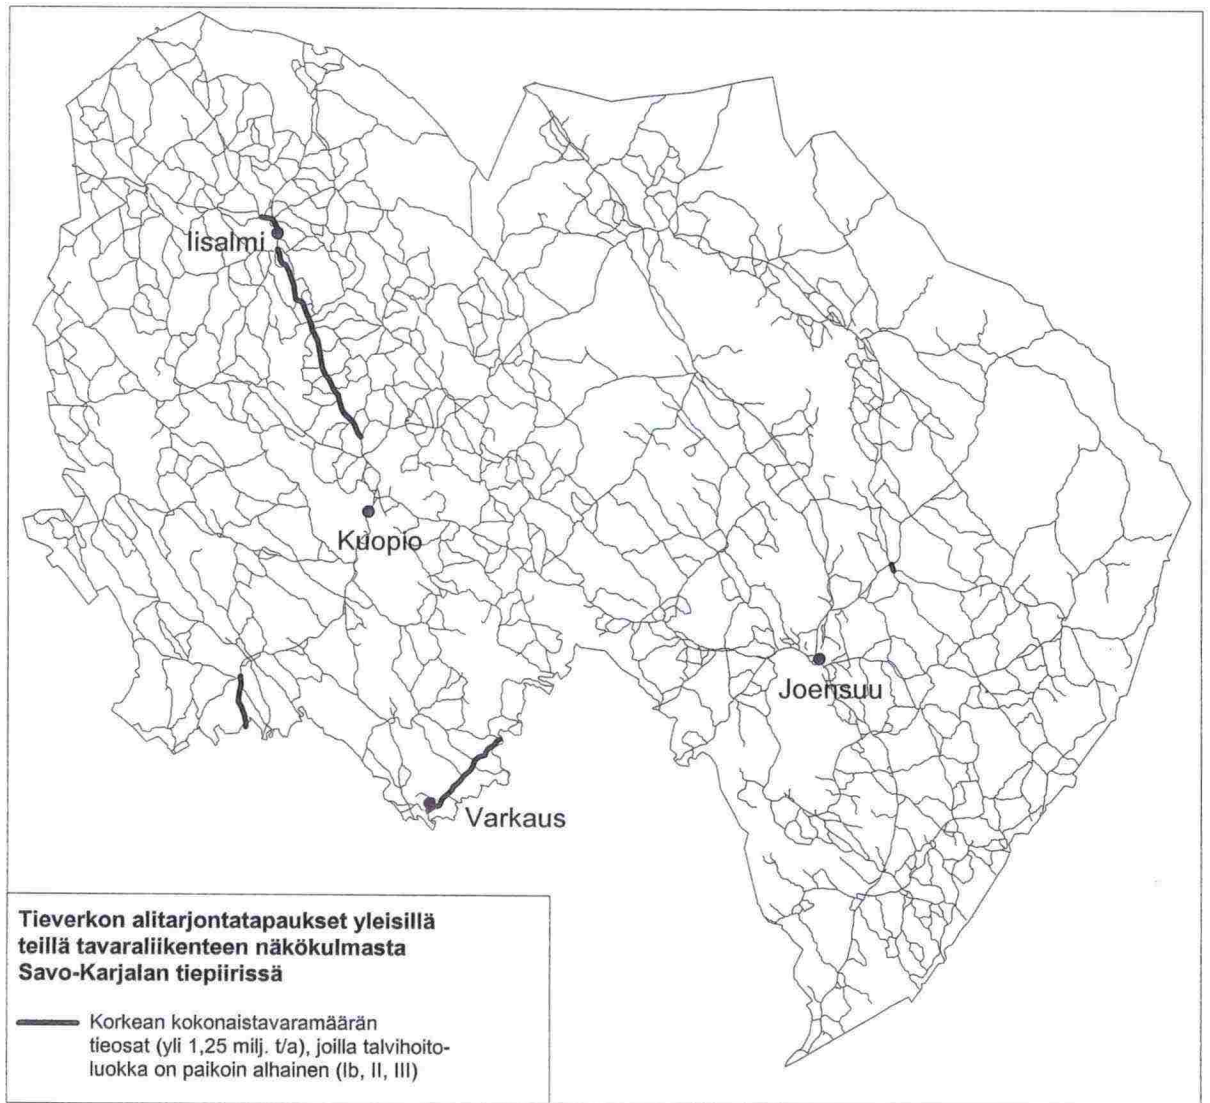 Iisalmi
Kuopio
Joensuu
Varkaus
Tieverkon alitarjontatapaukset yleisillä
teillä tavaraliikenteen näkökulmasta
Savo-Karjalan tiepiirissä
Korkean kokonaistavaramäärän
tieosat (yli 1,25 milj. t/a), joilla talvihoito-
luokka on paikoin alhainen (Ib, II, III)